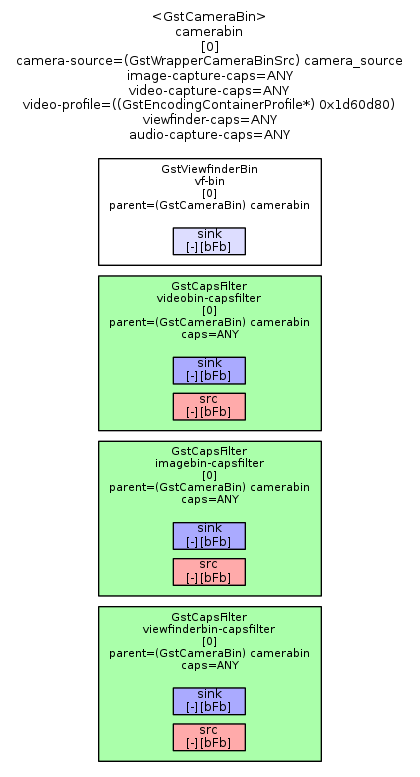 <GstCameraBin>
camerabin
[0]
camera-source=(GstWrapperCameraBinSrc) camera_source
image-capture-caps=ANY
video-capture-caps=ANY
video-profile=((GstEncodingContainerProfile*) 0x1d60d80)
viewfinder-caps=ANY
audio-capture-caps=ANY
GstViewfinderBin
vf-bin
[0]
parent=(GstCameraBin) camerabin
sink
[-][bFb]
GstCapsFilter
videobin-capsfilter
[0]
parent=(GstCameraBin) camerabin
caps=ANY
sink
[-][bFb]
src
[-][bFb]
GstCapsFilter
imagebin-capsfilter
[0]
parent=(GstCameraBin) camerabin
caps=ANY
sink
[-][bFb]
src
[-][bFb]
GstCapsFilter
viewfinderbin-capsfilter
[0]
parent=(GstCameraBin) camerabin
caps=ANY
sink
[-][bFb]
src
[-][bFb]